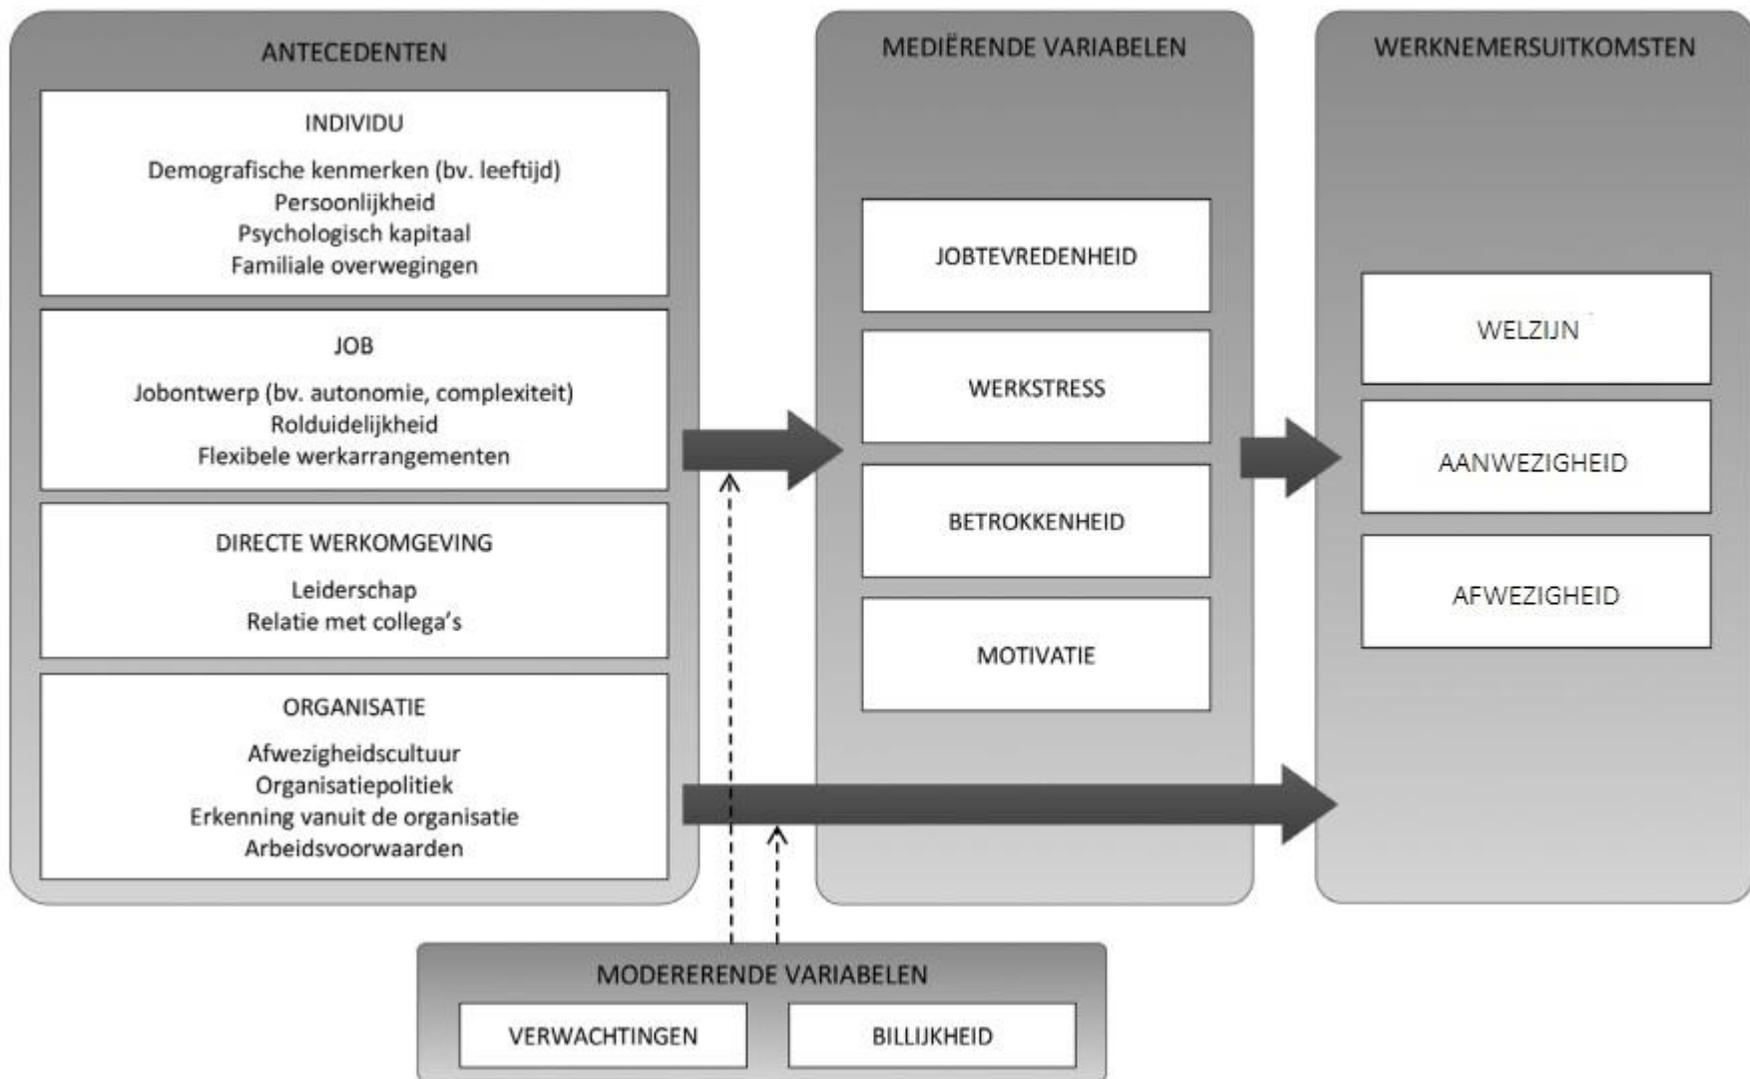 ANTECEDENTEN
INDIVIDU
Demografische kenmerken (bv. leeftijd)
Persoonlijkheid
Psychologisch kapitaal
Familiale overwegingen
JOB
Jobontwerp (bv. autonomie, complexiteit)
Rolduidelijkheid
Flexibele werkarrangementen
DIRECTE WERKOMGEVING
Leiderschap
Relatie met collega's
ORGANISATIE
Afwezigheidscultuur
Organisatiepolitiek
Erkenning vanuit de organisatie
Arbeidsvoorwaarden
MEDIËRENDE VARIABELEN
JOBTEVREDENHEID
WERKSTRESS
BETROKKENHEID
MOTIVATIE
WERKNEMERSUITKOMSTEN
WELZIJN
AANWEZIGHEID
AFWEZIGHEID
MODERERENDE VARIABELEN
VERWACHTINGEN
BILLIJKHEID